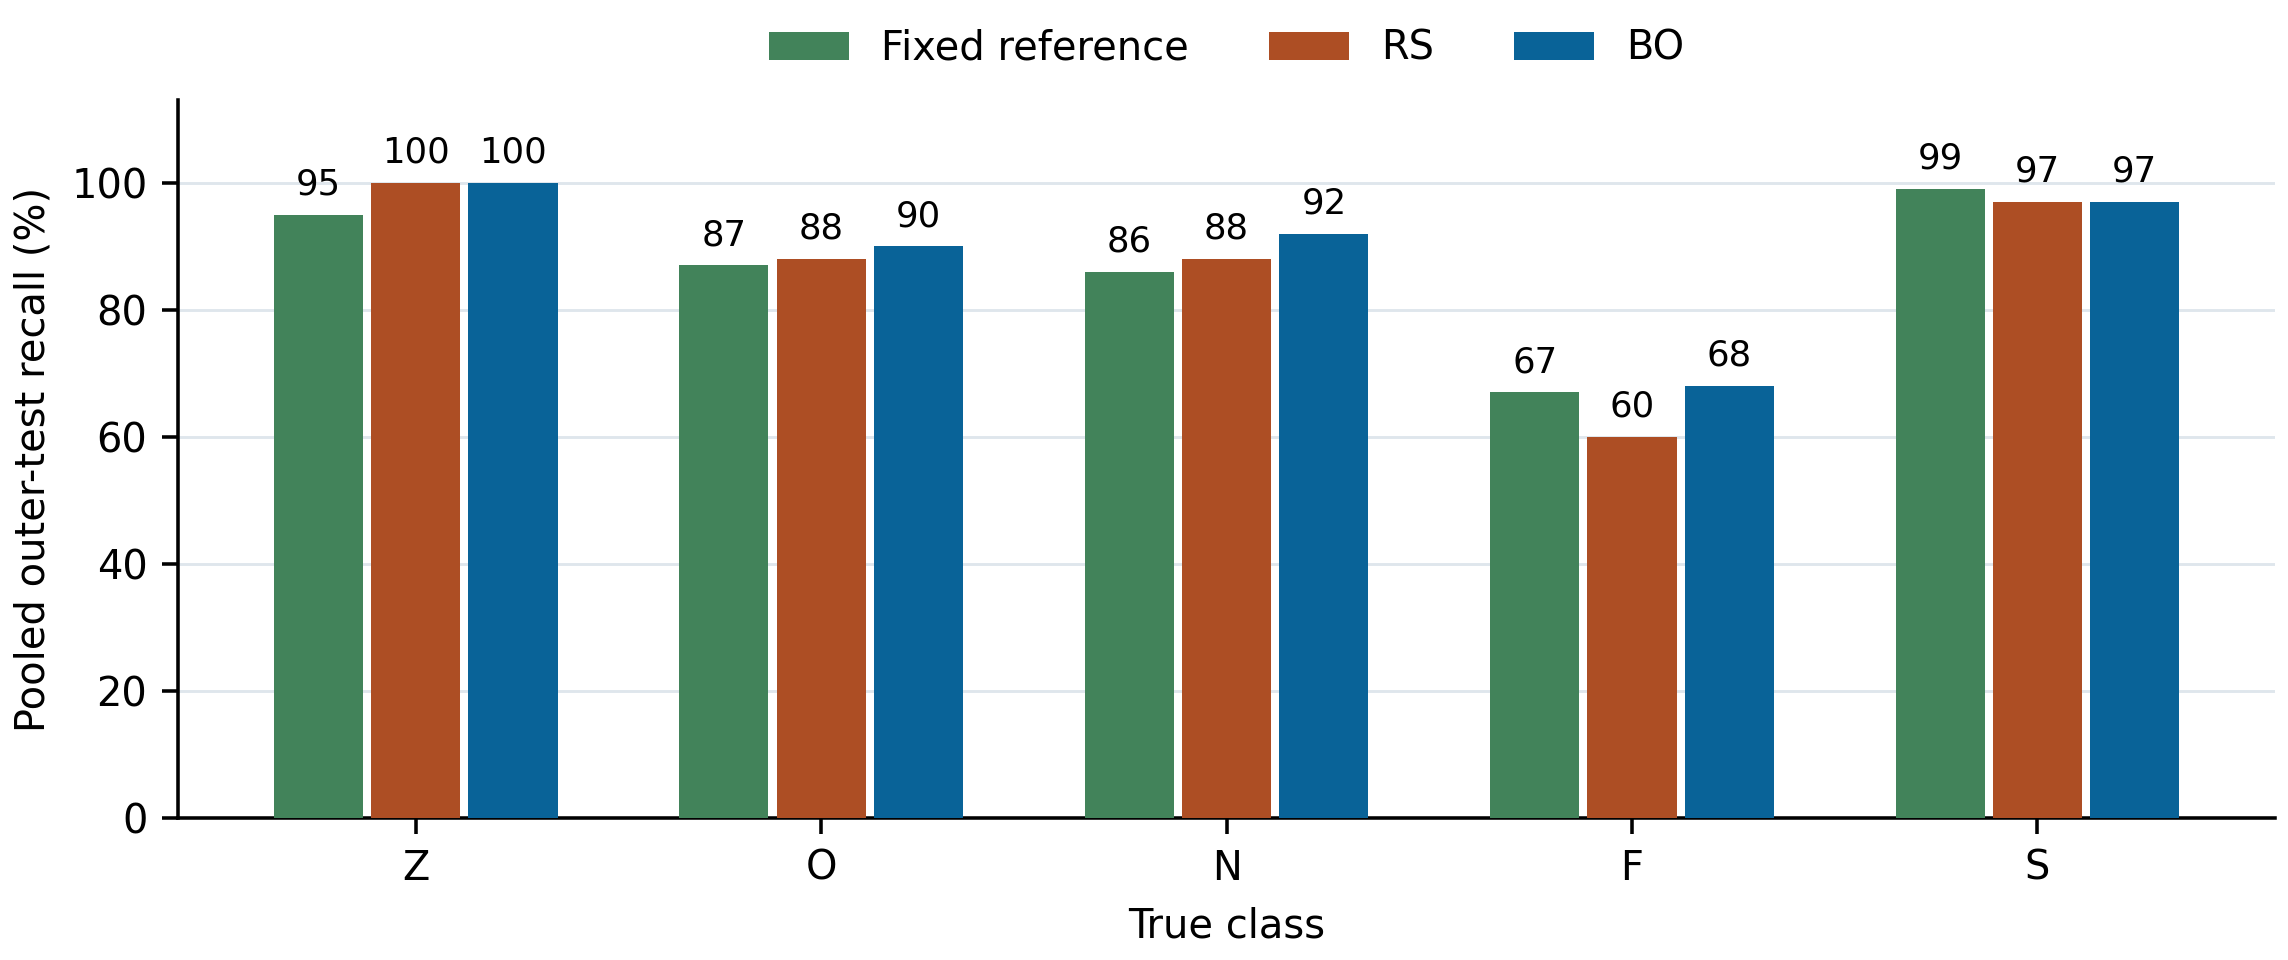 Fixed reference RS BO
Pooled outer-test recall (%)
100
80
60
40
20
0
95 100 100
87 88 90
86 88 92
67 60 68
99 97 97
Z O N F S
True class